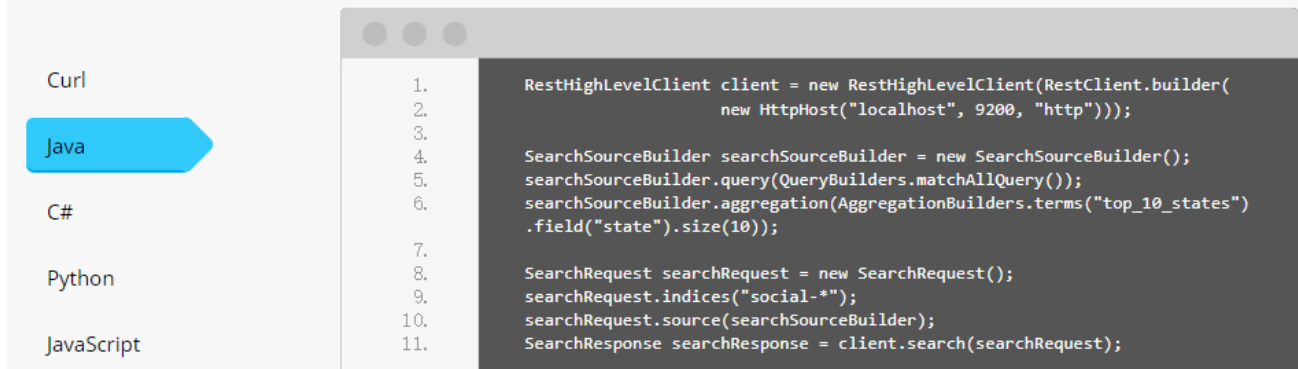 Curl
Java
C#
Python
JavaScript
1. RestHighLevelClient client = new RestHighLevelClient(RestClient.builder(
2. new HttpHost("localhost", 9200, "http")));
3.
4. SearchSourceBuilder searchSourceBuilder = new SearchSourceBuilder();
5. searchSourceBuilder.query(QueryBuilders.matchAllQuery());
6. searchSourceBuilder.aggregation(AggregationBuilders.terms("top_10_states")
.field("state").size(10));
7.
8. SearchRequest searchRequest = new SearchRequest();
9. searchRequest.indices("social-*");
10. searchRequest.source(searchSourceBuilder);
11. SearchResponse searchResponse = client.search(searchRequest);